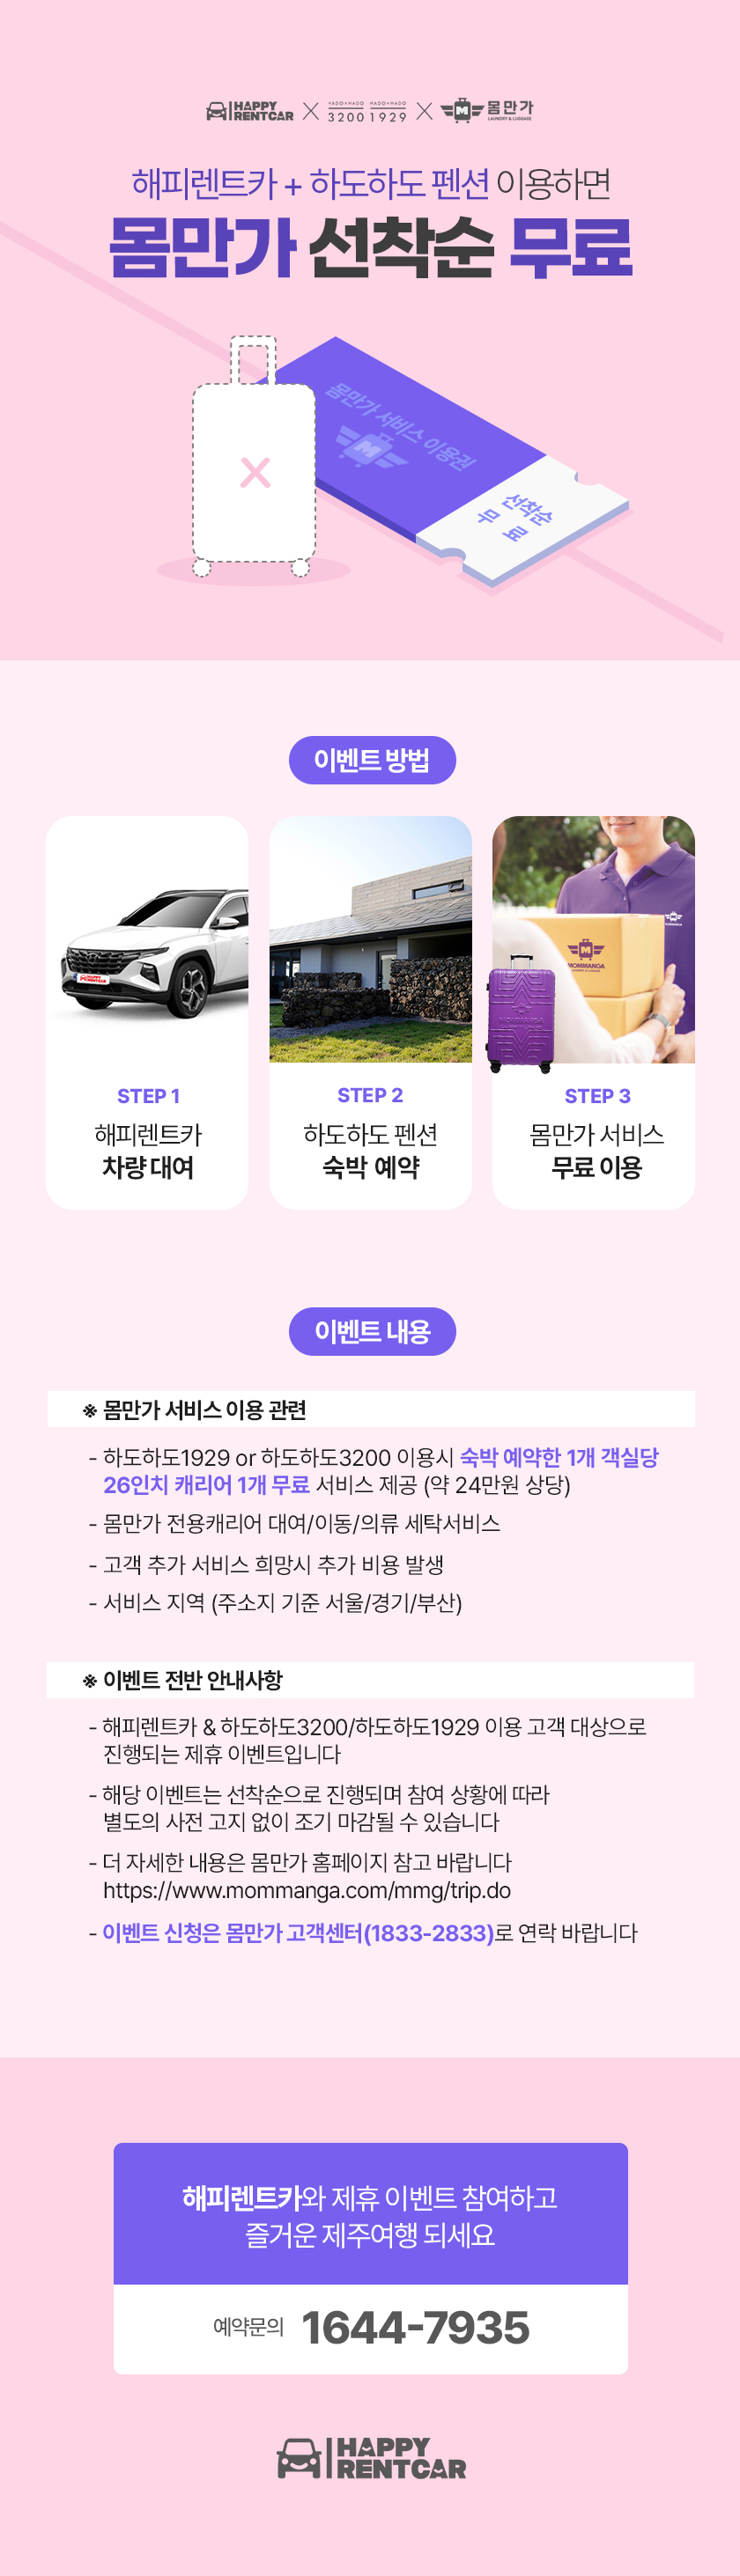 HAPPY RENTCAR
HADO×HADO 3200
HADO×HADO 1929
몸만가
LAUNDRY & LUGGAGE
해피렌트카 + 하도하도 펜션 이용하면
몸만가 선착순 무료
몸만가 서비스 이용권
M
선착순
무 료
이벤트 방법
HAPPY RENTCAR
M
MOMMANGA
STEP 1
해피렌트카
차량 대여
STEP 2
하도하도 펜션
숙박 예약
STEP 3
몸만가 서비스
무료 이용
이벤트 내용
※ 몸만가 서비스 이용 관련
- 하도하도1929 or 하도하도3200 이용시 숙박 예약한 1개 객실당
26인치 캐리어 1개 무료 서비스 제공 (약 24만원 상당)
- 몸만가 전용캐리어 대여/이동/의류 세탁서비스
- 고객 추가 서비스 희망시 추가 비용 발생
- 서비스 지역 (주소지 기준 서울/경기/부산)
※ 이벤트 전반 안내사항
- 해피렌트카 & 하도하도3200/하도하도1929 이용 고객 대상으로
진행되는 제휴 이벤트입니다
- 해당 이벤트는 선착순으로 진행되며 참여 상황에 따라
별도의 사전 고지 없이 조기 마감될 수 있습니다
- 더 자세한 내용은 몸만가 홈페이지 참고 바랍니다
https://www.mommanga.com/mmg/trip.do
- 이벤트 신청은 몸만가 고객센터(1833-2833)로 연락 바랍니다
해피렌트카와 제휴 이벤트 참여하고
즐거운 제주여행 되세요
예약문의 1644-7935
HAPPY
RENTCAR